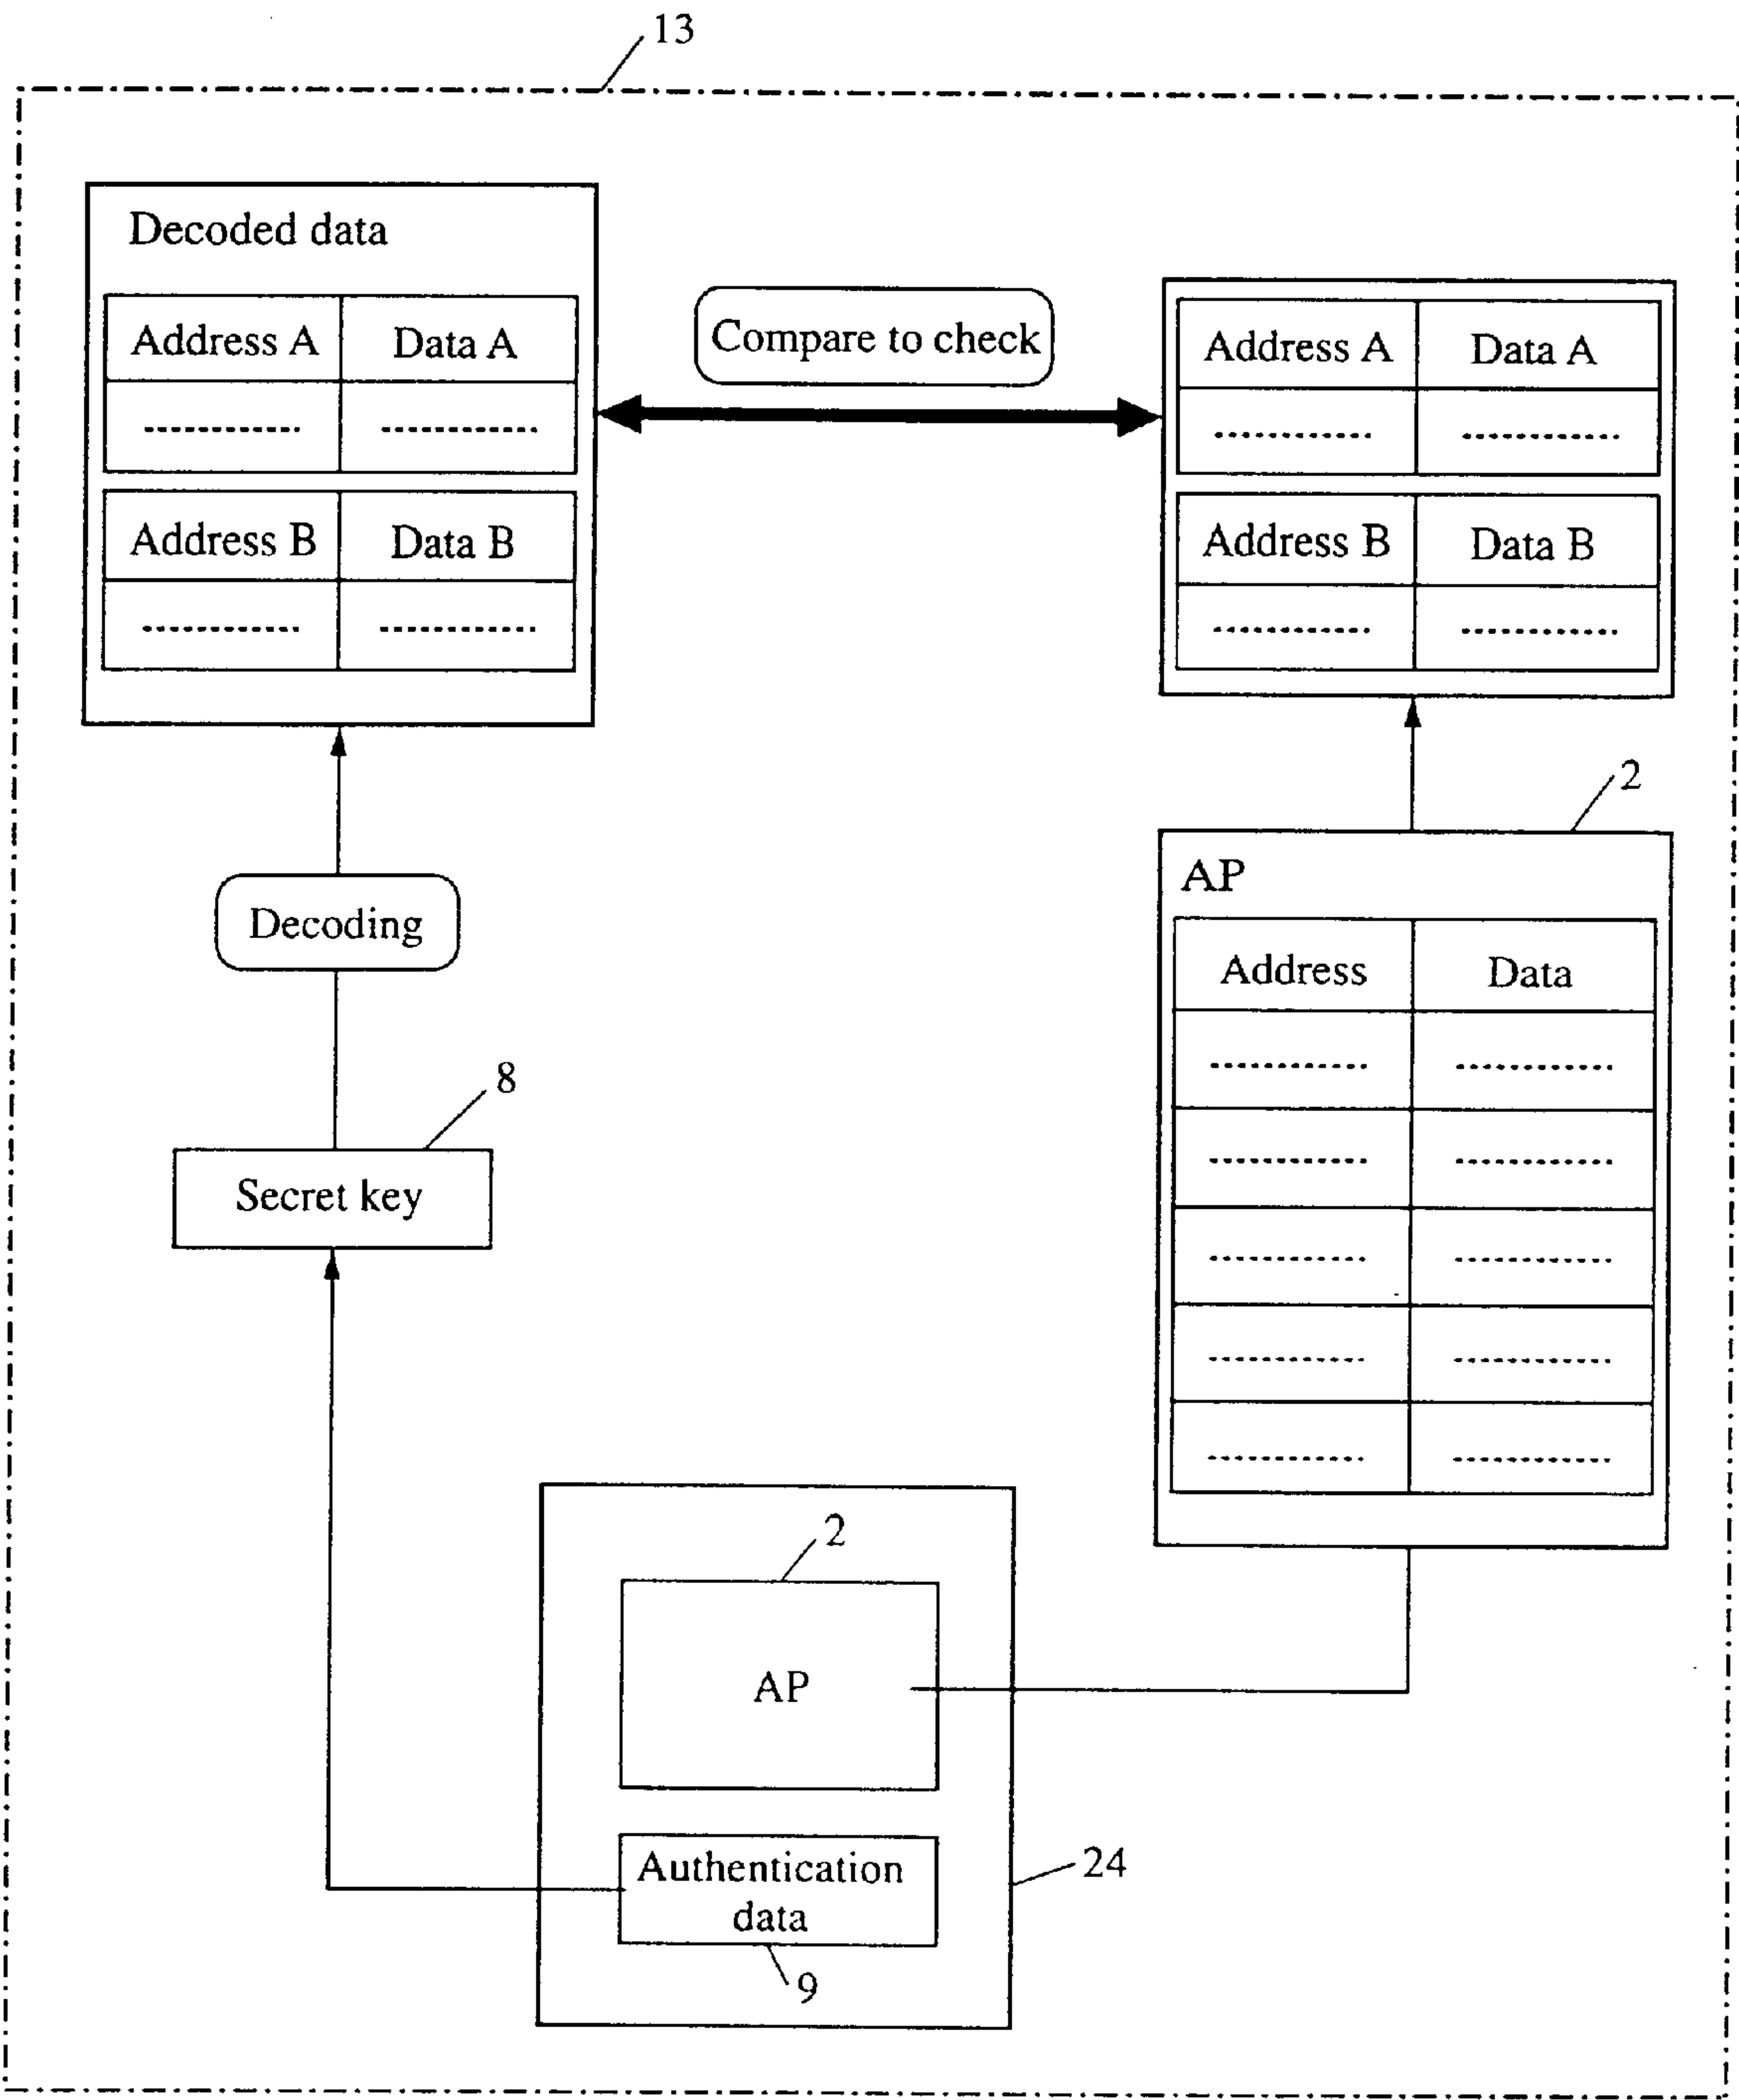 13
Decoded data
Address A Data A
Address B Data B
Compare to check
Address A Data A
Address B Data B
2
AP
Address Data
Decoding
8
Secret key
2
AP
Authentication
data
9
24